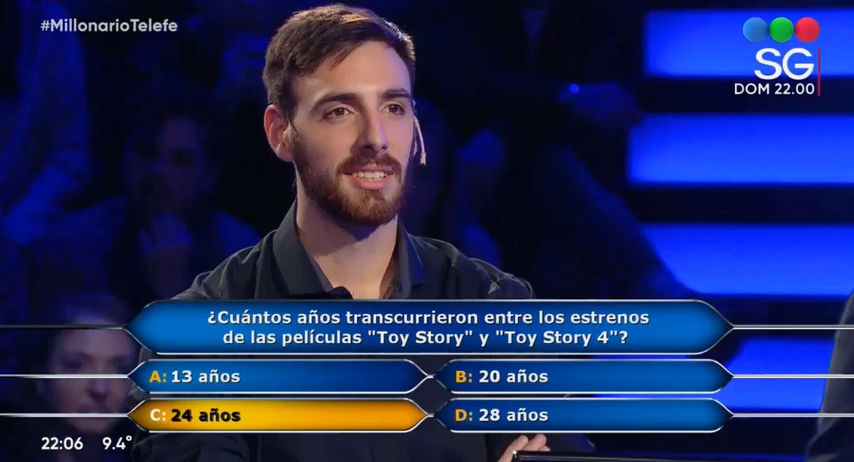 #MillonarioTelefe
SG
DOM 22.00
¿Cuántos años transcurrieron entre los estrenos
de las películas "Toy Story" y "Toy Story 4"?
A: 13 años
B: 20 años
C: 24 años
D: 28 años
22:06 9.4°